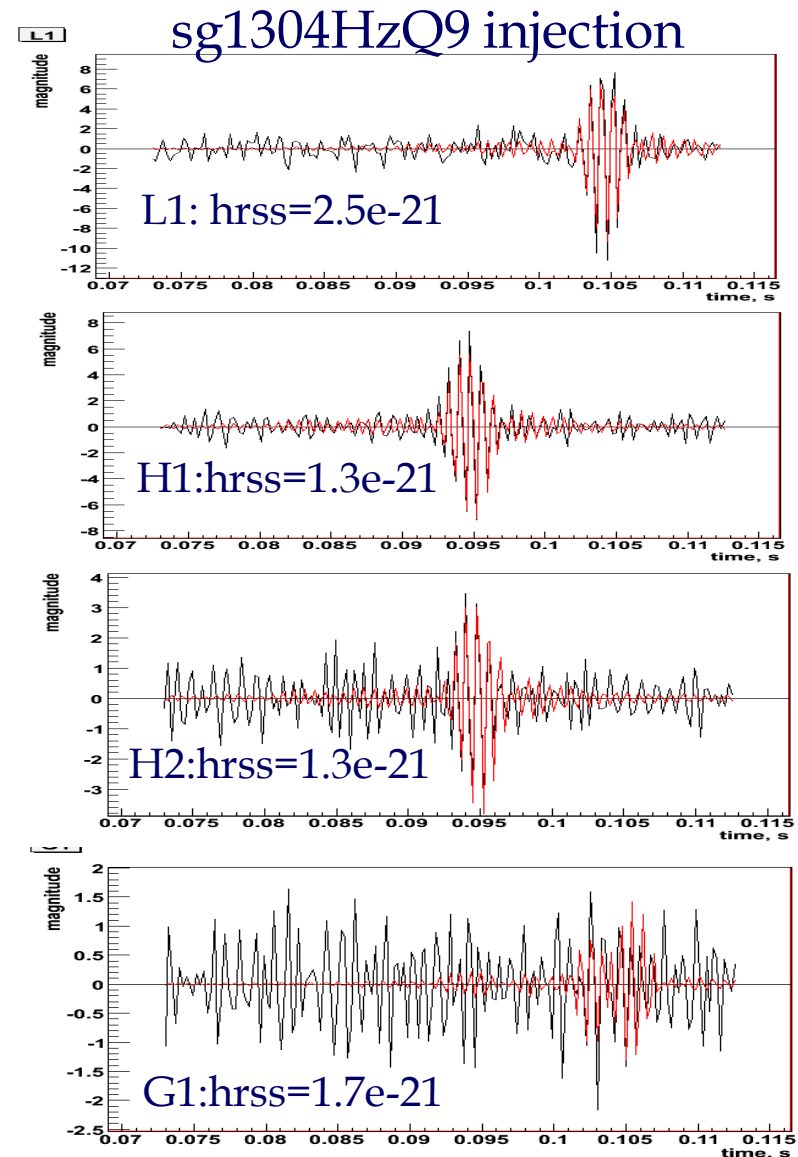 sg1304HzQ9 injection
L1
magnitude
8
6
4
2
0
-2
-4
-6
-8
-10
-12
L1: hrss=2.5e-21
0.07 0.075 0.08 0.085 0.09 0.095 0.1 0.105 0.11 0.115
time, s
magnitude
8
6
4
2
0
-2
-4
-6
-8
H1:hrss=1.3e-21
0.07 0.075 0.08 0.085 0.09 0.095 0.1 0.105 0.11 0.115
time, s
magnitude
4
3
2
1
0
-1
-2
-3
H2:hrss=1.3e-21
0.07 0.075 0.08 0.085 0.09 0.095 0.1 0.105 0.11 0.115
time, s
magnitude
2
1.5
1
0.5
0
-0.5
-1
-1.5
-2
-2.5
G1:hrss=1.7e-21
0.07 0.075 0.08 0.085 0.09 0.095 0.1 0.105 0.11 0.115
time, s